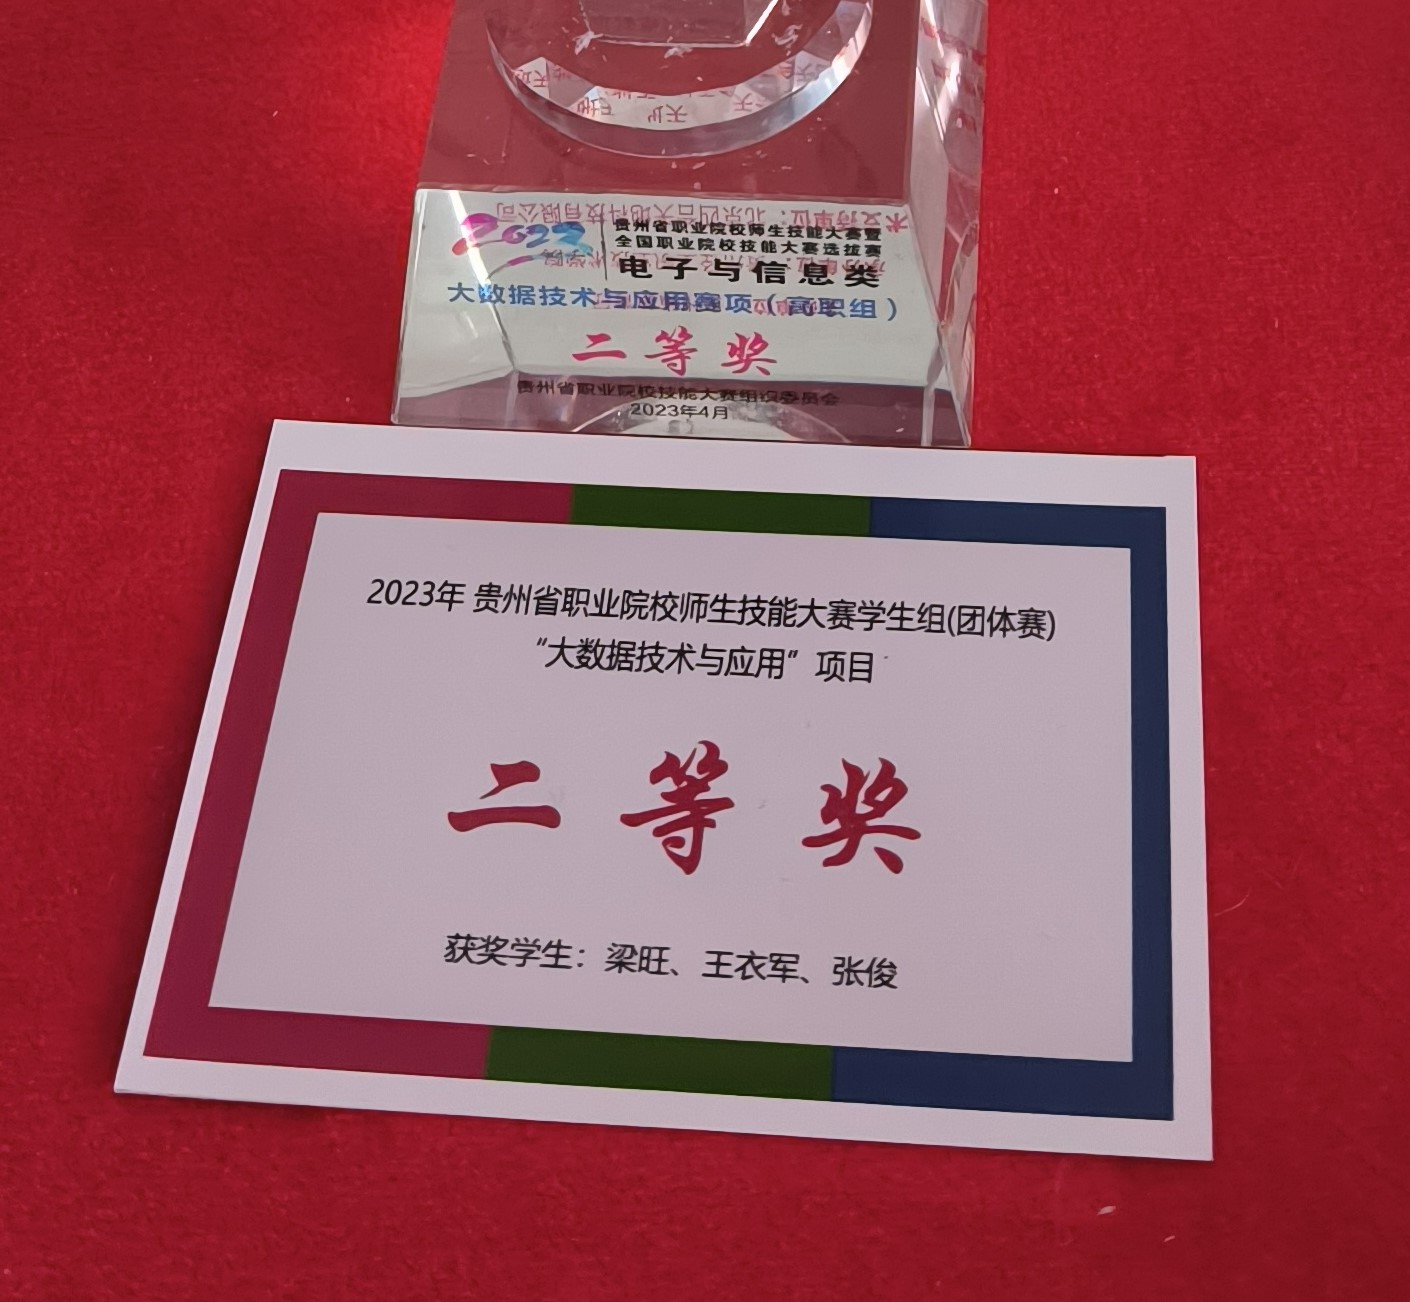 2023
贵州省职业院校师生技能大赛暨
全国职业院校技能大赛选拔赛
电子与信息类
大数据技术与应用赛项（高职组）
二等奖
贵州省职业院校技能大赛组织委员会
2023年4月
2023年 贵州省职业院校师生技能大赛学生组(团体赛)
“大数据技术与应用”项目
二等奖
获奖学生：梁旺、王衣军、张俊